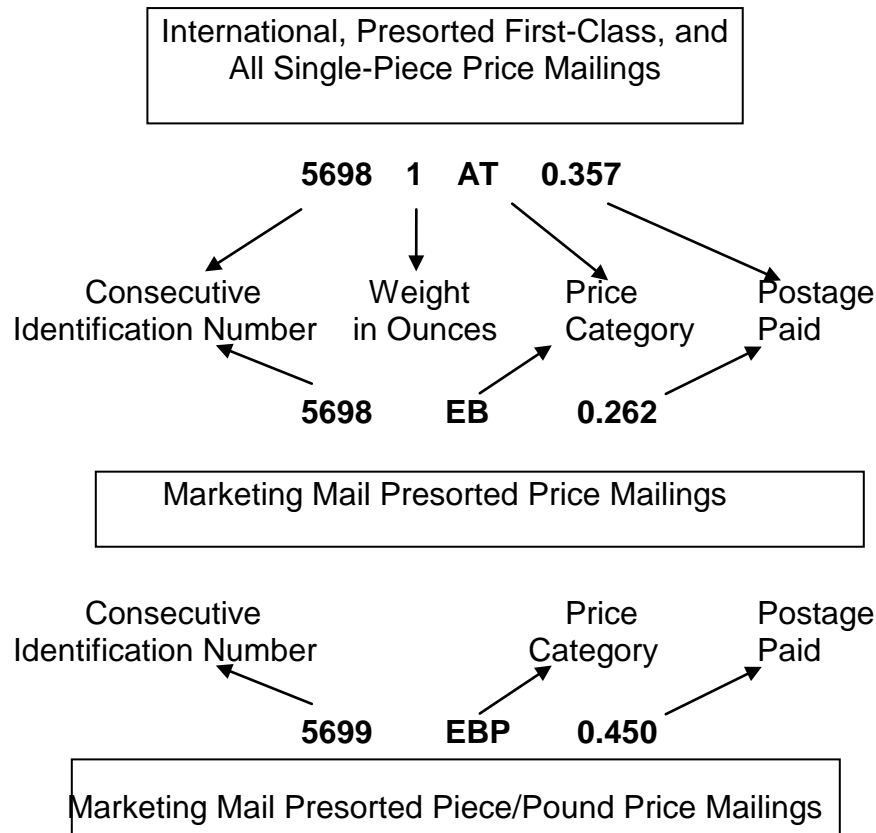 International, Presorted First-Class, and
All Single-Piece Price Mailings
5698 1 AT 0.357
Consecutive Weight Price Postage
Identification Number in Ounces Category Paid
5698 EB 0.262
Marketing Mail Presorted Price Mailings
Consecutive Price Postage
Identification Number Category Paid
5699 EBP 0.450
Marketing Mail Presorted Piece/Pound Price Mailings